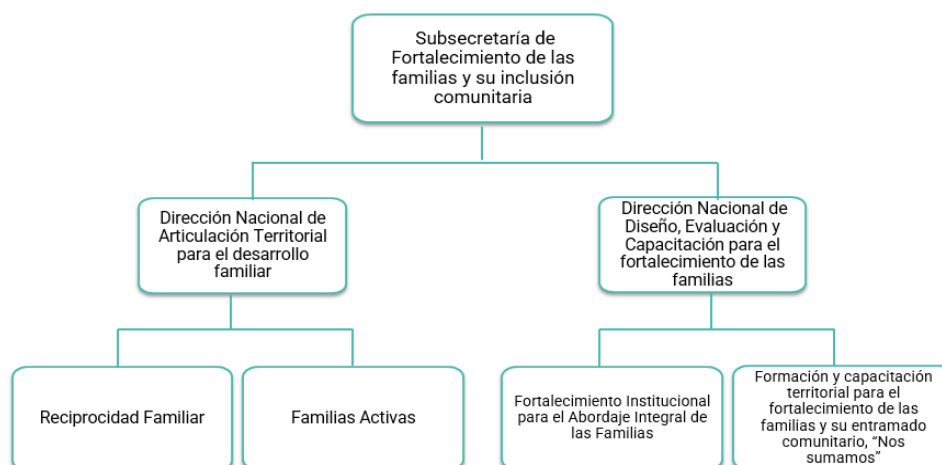 Subsecretaría de
Fortalecimiento de las
familias y su inclusión
comunitaria
Dirección Nacional de
Articulación Territorial
para el desarrollo
familiar
Dirección Nacional de
Diseño, Evaluación y
Capacitación para el
fortalecimiento de las
familias
Reciprocidad Familiar
Familias Activas
Fortalecimiento Institucional
para el Abordaje Integral de
las Familias
Formación y capacitación
territorial para el
fortalecimiento de las
familias y su entramado
comunitario, “Nos
sumamos”